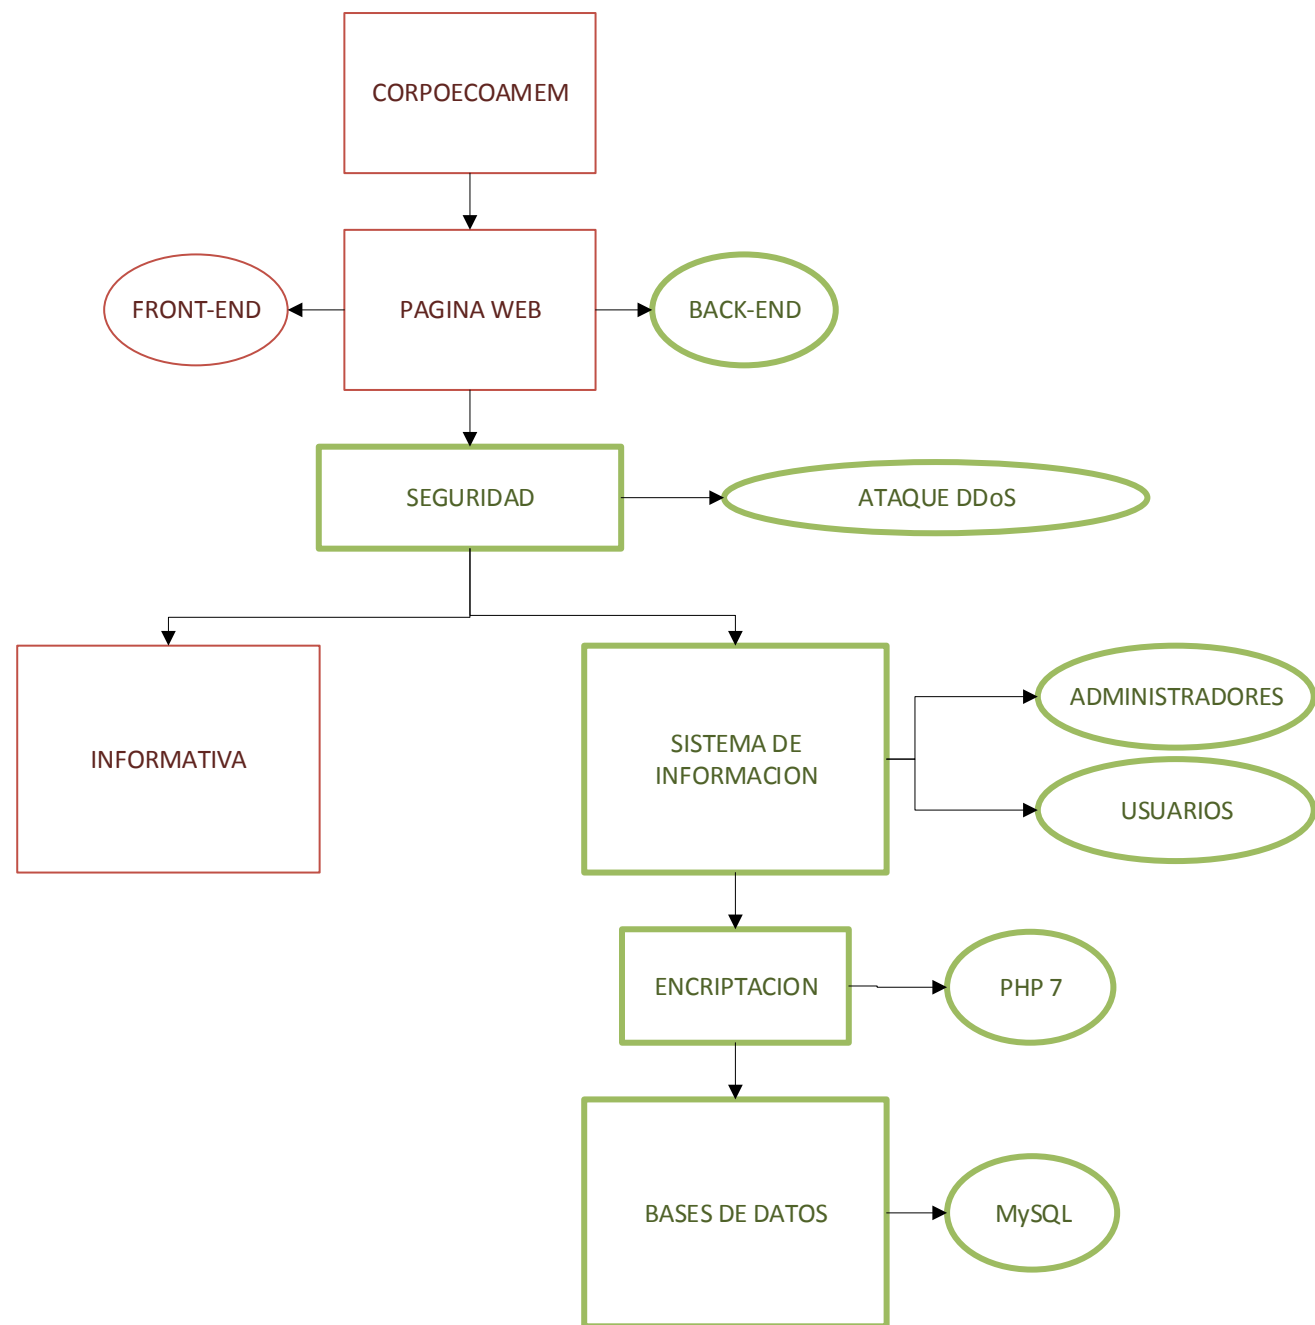 CORPOECOAMEM
FRONT-END
PAGINA WEB
BACK-END
SEGURIDAD
ATAQUE DDoS
INFORMATIVA
SISTEMA DE
INFORMACION
ADMINISTRADORES
USUARIOS
ENCRIPTACION
PHP 7
BASES DE DATOS
MySQL